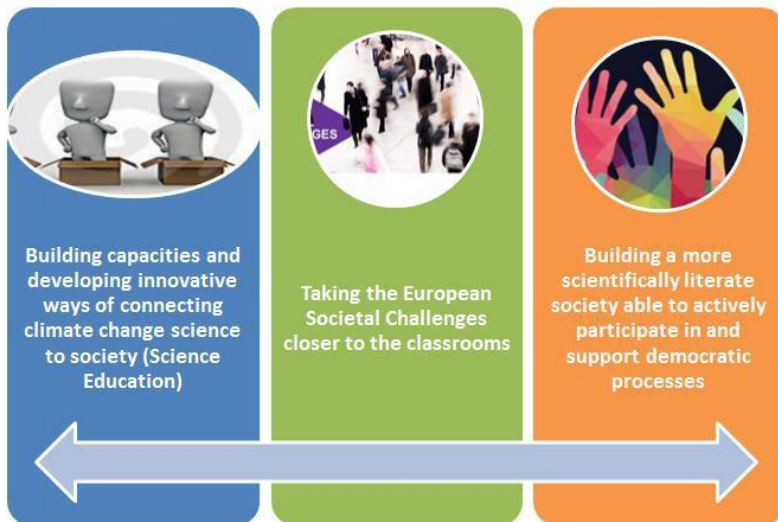 GES
Building capacities and
developing innovative
ways of connecting
climate change science
to society (Science
Education)
Taking the European
Societal Challenges
closer to the classrooms
Building a more
scientifically literate
society able to actively
participate in and
support democratic
processes